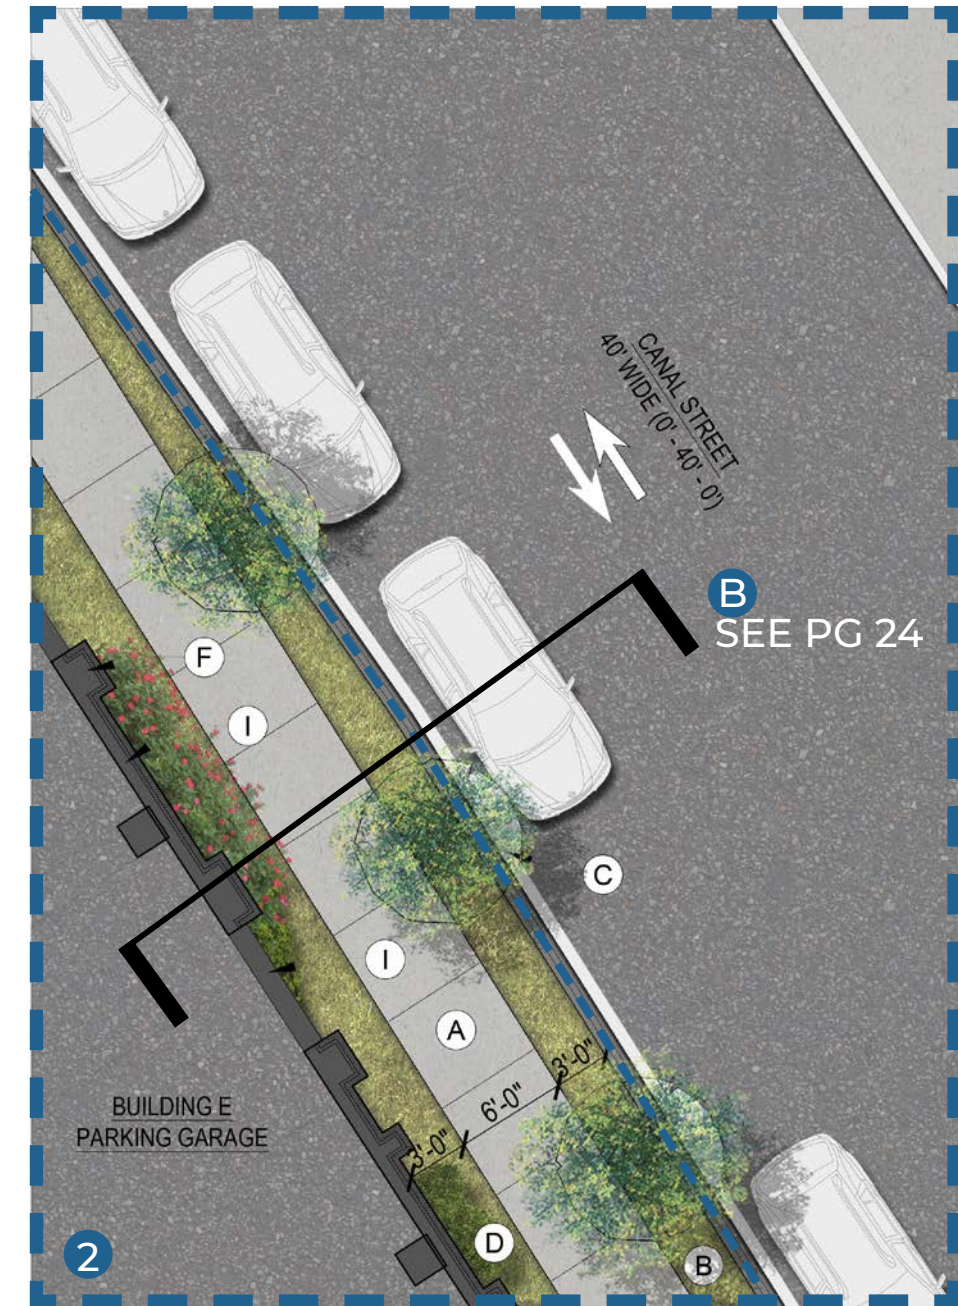 CANAL STREET
40' WIDE (0' - 40' - 0")
B
SEE PG 24
F
I
C
I
A
3'-0"
6'-0"
3'-0"
BUILDING E
PARKING GARAGE
D
B
2